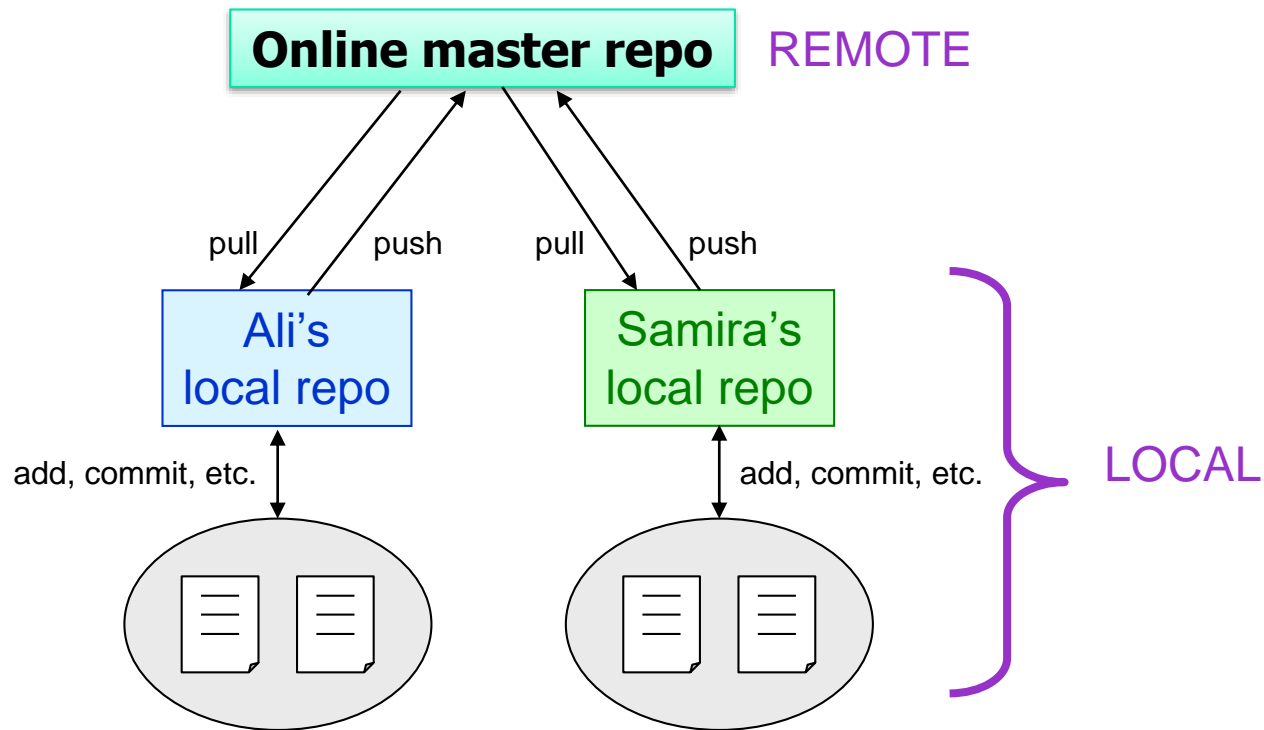 Online master repo
REMOTE
pull
push
pull
push
Ali’s
local repo
Samira’s
local repo
add, commit, etc.
add, commit, etc.
LOCAL